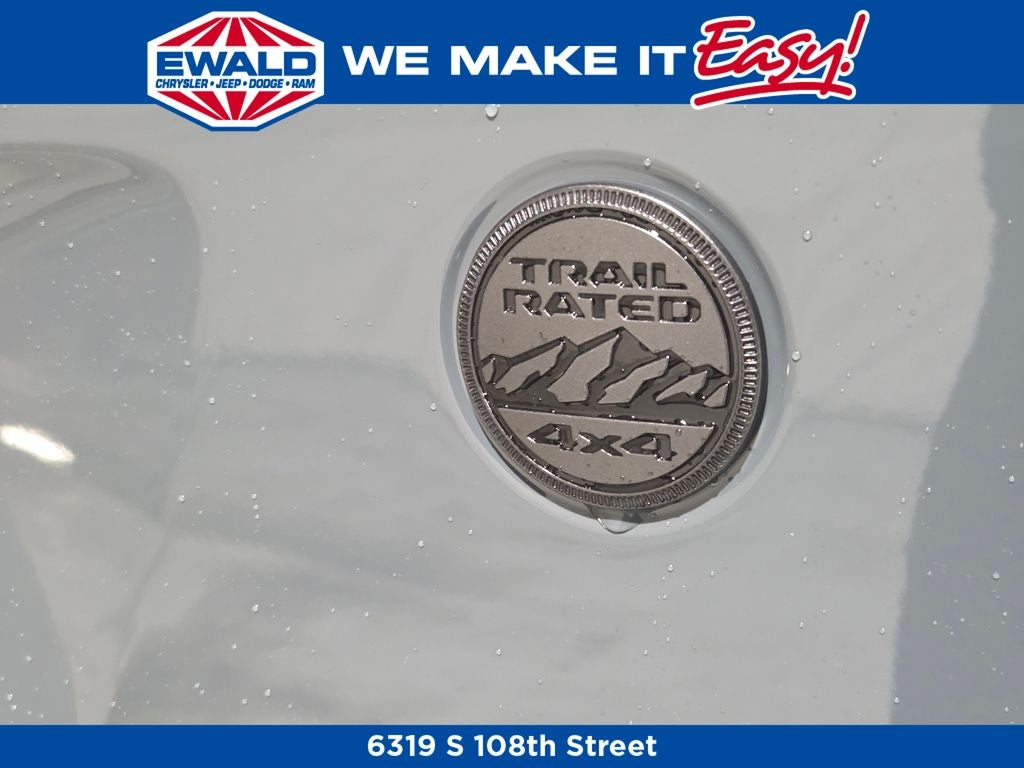 EWALD
CHRYSLER • JEEP • DODGE • RAM
WE MAKE IT Easy!
TRAIL
RATED
4x4
6319 S 108th Street